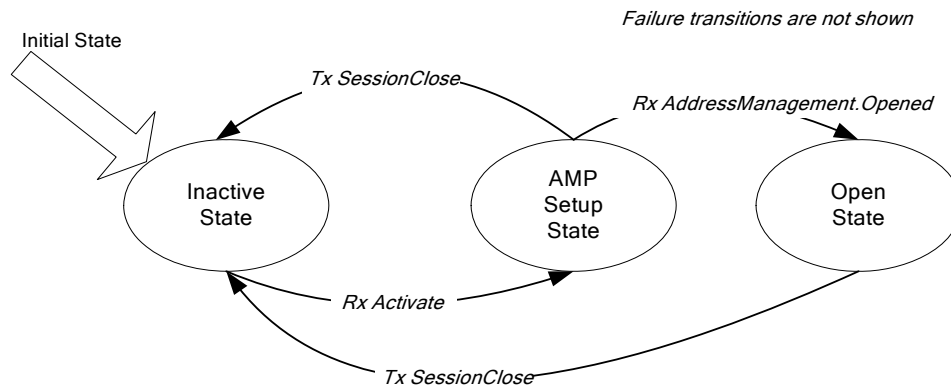 Failure transitions are not shown
Initial State
Tx SessionClose
Rx AddressManagement.Opened
Inactive
State
AMP
Setup
State
Open
State
Rx Activate
Tx SessionClose